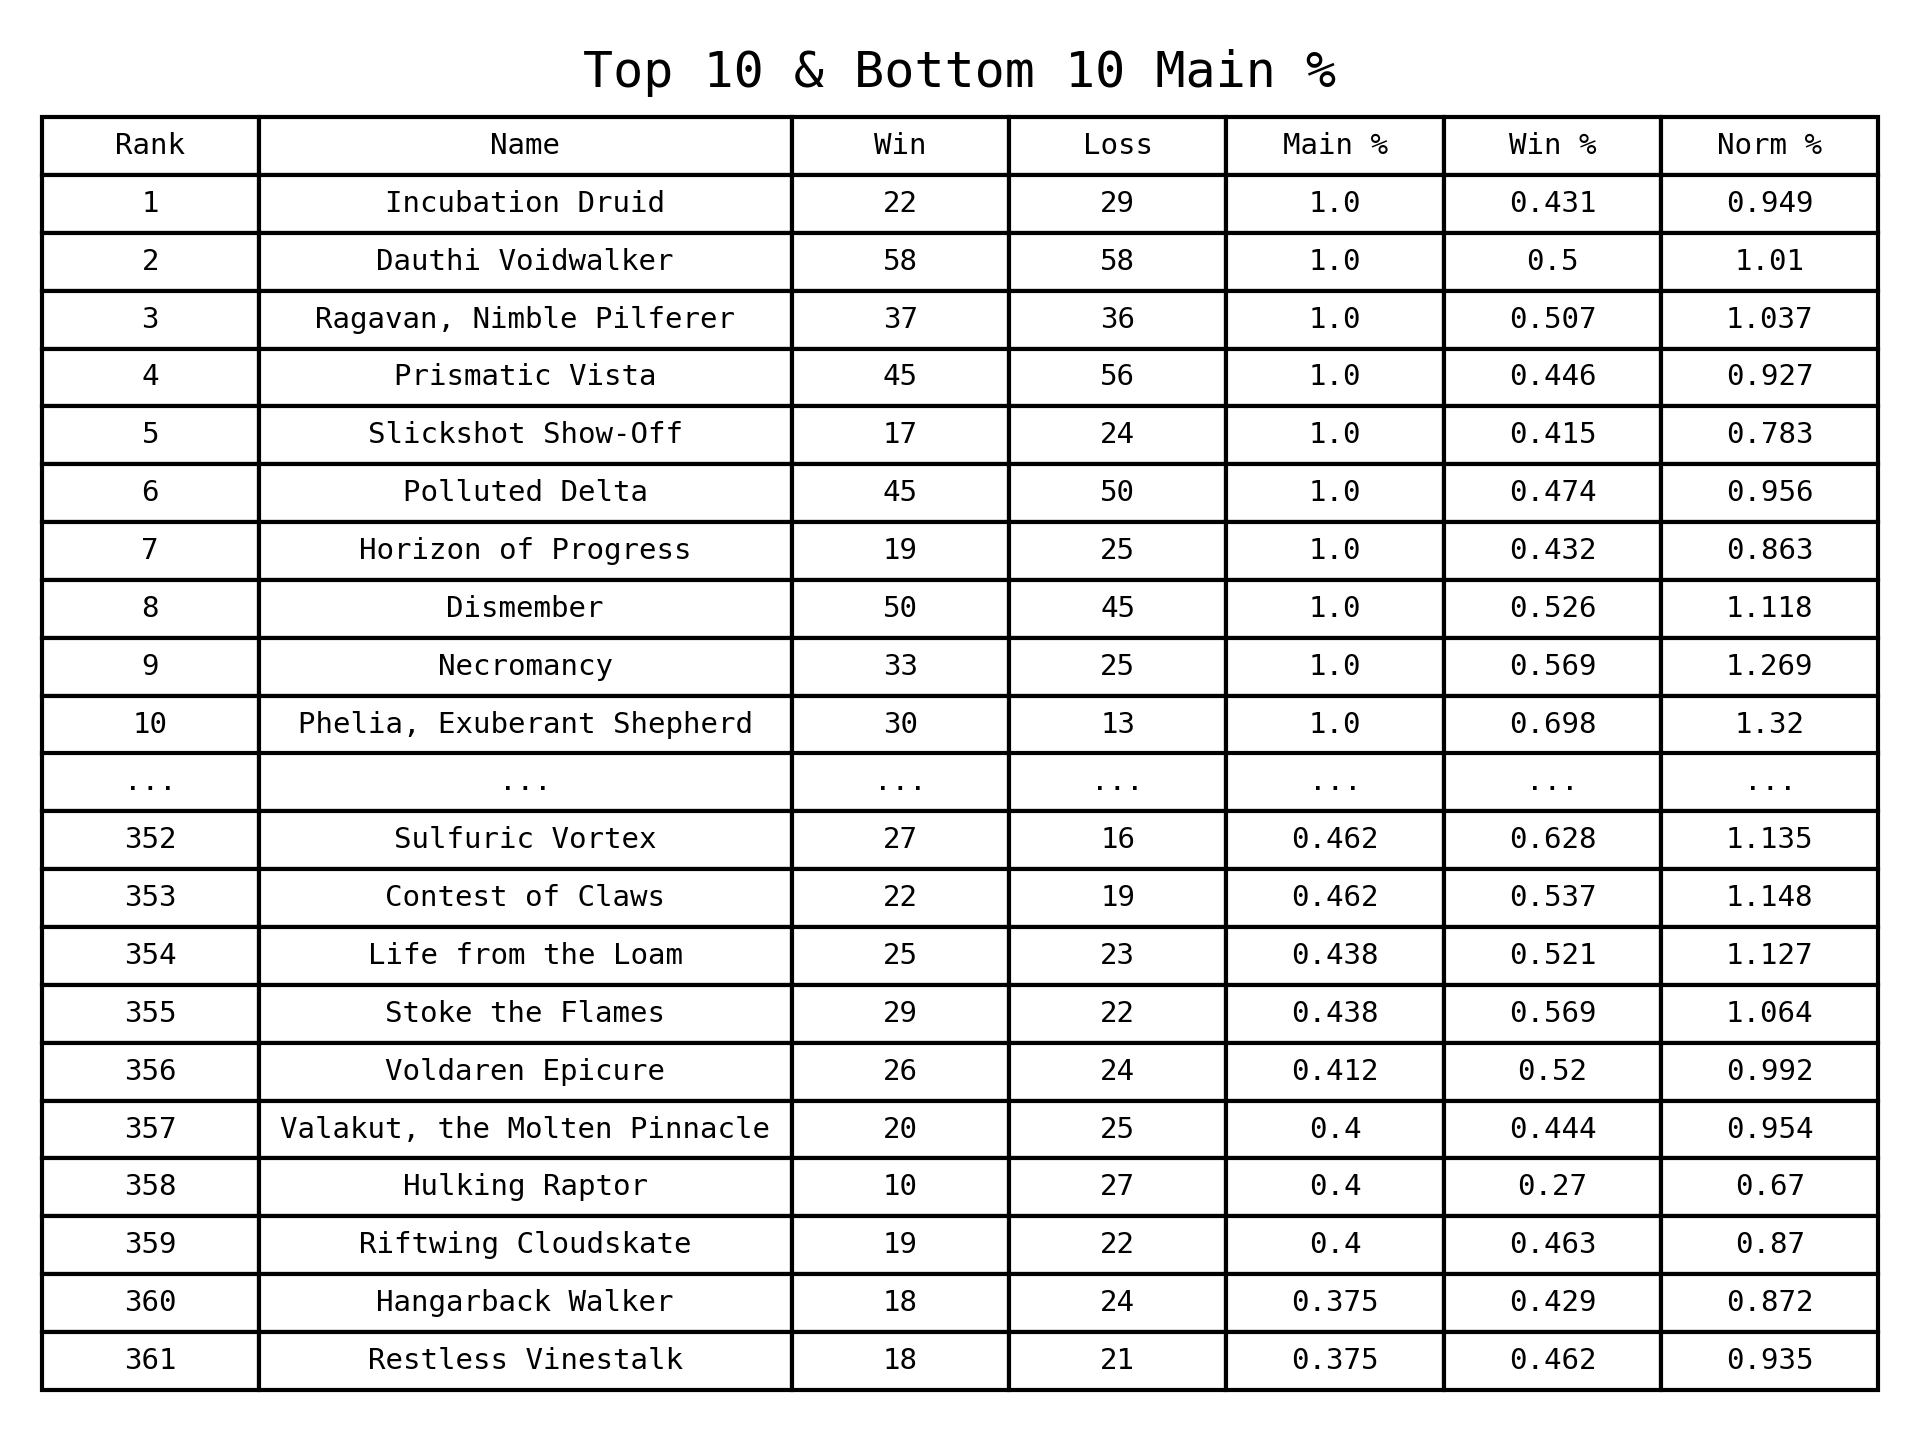 Top 10 & Bottom 10 Main %
Rank Name Win Loss Main % Win % Norm %
1 Incubation Druid 22 29 1.0 0.431 0.949
2 Dauthi Voidwalker 58 58 1.0 0.5 1.01
3 Ragavan, Nimble Pilferer 37 36 1.0 0.507 1.037
4 Prismatic Vista 45 56 1.0 0.446 0.927
5 Slickshot Show-Off 17 24 1.0 0.415 0.783
6 Polluted Delta 45 50 1.0 0.474 0.956
7 Horizon of Progress 19 25 1.0 0.432 0.863
8 Dismember 50 45 1.0 0.526 1.118
9 Necromancy 33 25 1.0 0.569 1.269
10 Phelia, Exuberant Shepherd 30 13 1.0 0.698 1.32
... ... ... ... ... ... ...
352 Sulfuric Vortex 27 16 0.462 0.628 1.135
353 Contest of Claws 22 19 0.462 0.537 1.148
354 Life from the Loam 25 23 0.438 0.521 1.127
355 Stoke the Flames 29 22 0.438 0.569 1.064
356 Voldaren Epicure 26 24 0.412 0.52 0.992
357 Valakut, the Molten Pinnacle 20 25 0.4 0.444 0.954
358 Hulking Raptor 10 27 0.4 0.27 0.67
359 Riftwing Cloudskate 19 22 0.4 0.463 0.87
360 Hangarback Walker 18 24 0.375 0.429 0.872
361 Restless Vinestalk 18 21 0.375 0.462 0.935